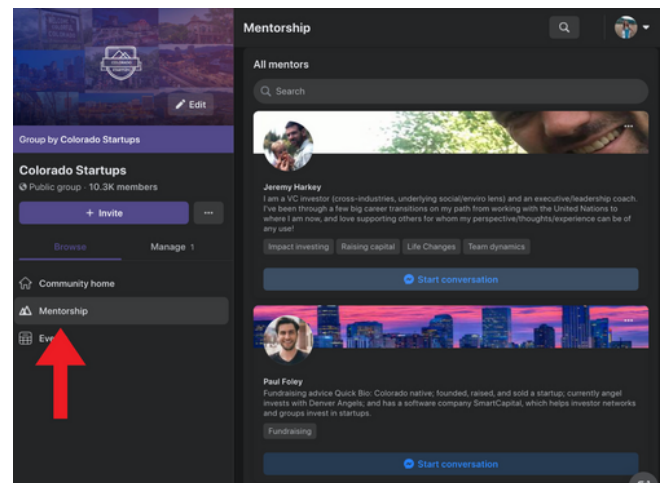 WELCOME
COLORADO
Edit
Group by Colorado Startups
Colorado Startups
Public group · 10.3K members
+ Invite
Browse
Manage 1
Community home
Mentorship
Mentorship
All mentors
Search
Jeremy Harkey
I am a VC investor (cross-industries, underlying social/enviro lens) and an executive/leadership coach.
I've been through a few big career transitions on my path from working with the United Nations to
where I am now, and love supporting others for whom my perspective/thoughts/experience can be of
any use!
Impact investing Raising capital Life Changes Team dynamics
Start conversation
Paul Foley
Fundraising advice Quick Bio: Colorado native; founded, raised, and sold a startup; currently angel
invests with Denver Angels; and has a software company SmartCapital, which helps investor networks
and groups invest in startups.
Fundraising
Start conversation